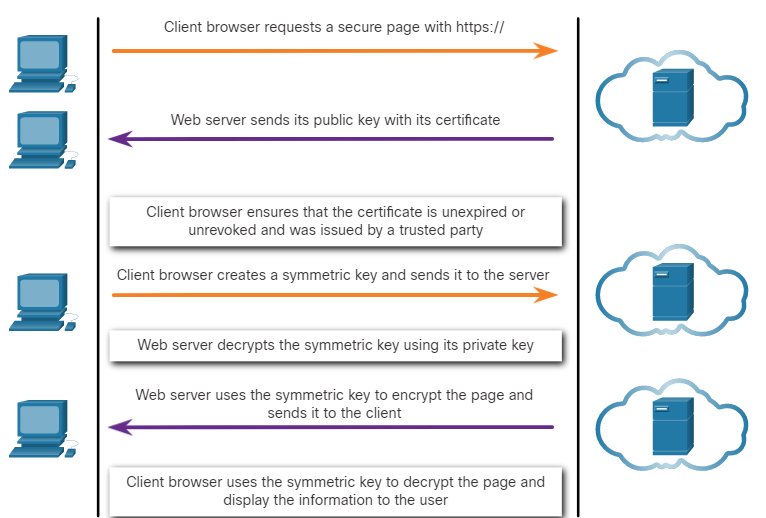 Client browser requests a secure page with https://
Web server sends its public key with its certificate
Client browser ensures that the certificate is unexpired or
unrevoked and was issued by a trusted party
Client browser creates a symmetric key and sends it to the server
Web server decrypts the symmetric key using its private key
Web server uses the symmetric key to encrypt the page and
sends it to the client
Client browser uses the symmetric key to decrypt the page and
display the information to the user